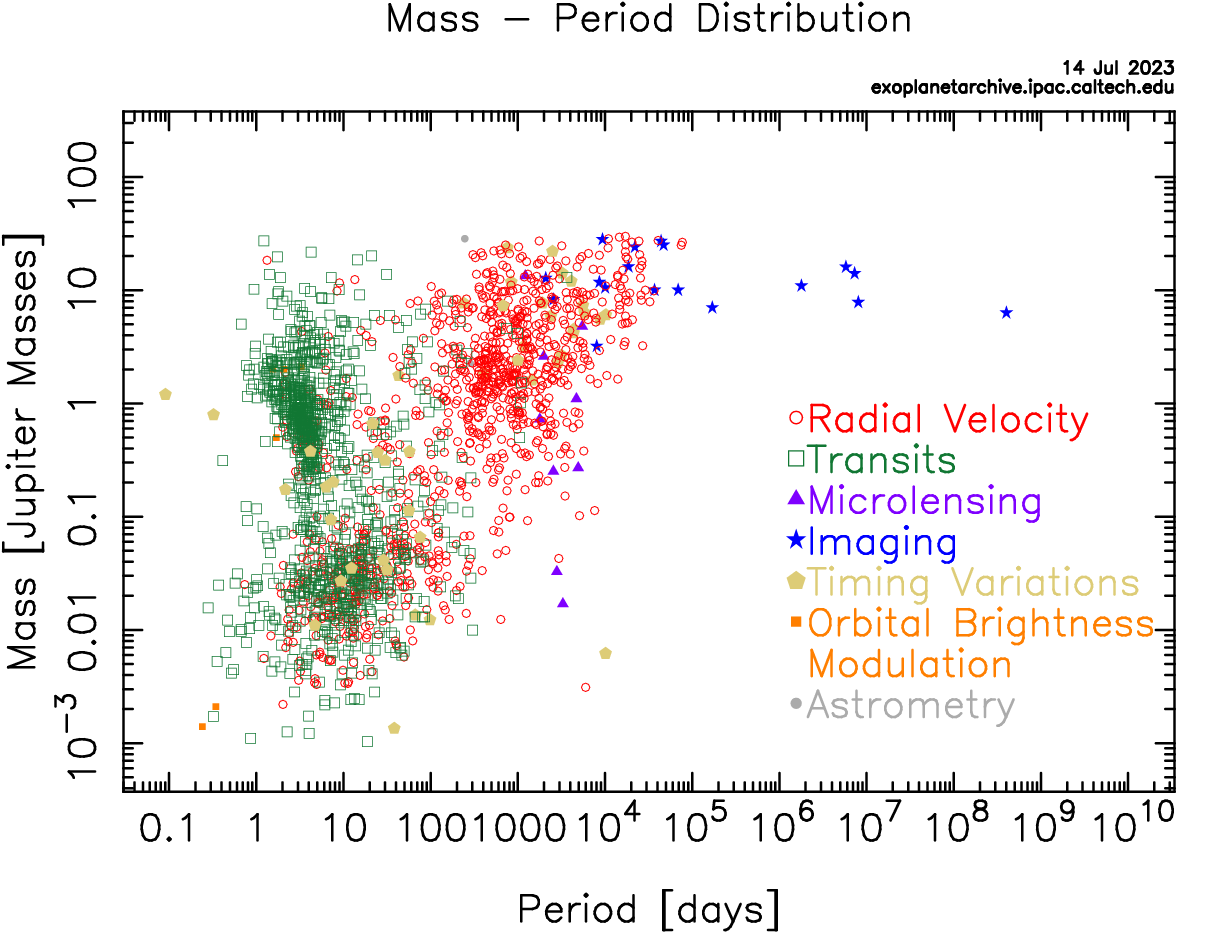 Mass − Period Distribution
14 Jul 2023
exoplanetarchive.ipac.caltech.edu
Mass [Jupiter Masses]
100
10
1
0.1
0.01
10⁻³
Radial Velocity
Transits
Microlensing
Imaging
Timing Variations
Orbital Brightness
Modulation
Astrometry
0.1 1 10 100 1000 10⁴ 10⁵ 10⁶ 10⁷ 10⁸ 10⁹ 10¹⁰
Period [days]